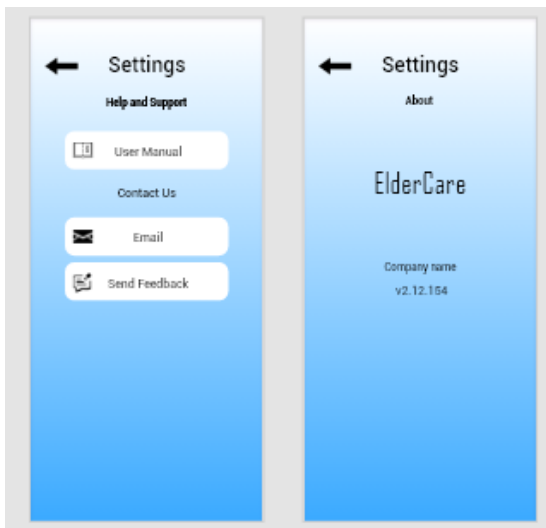 Settings
Help and Support
User Manual
Contact Us
Email
Send Feedback
Settings
About
ElderCare
Company name
v2.12.154